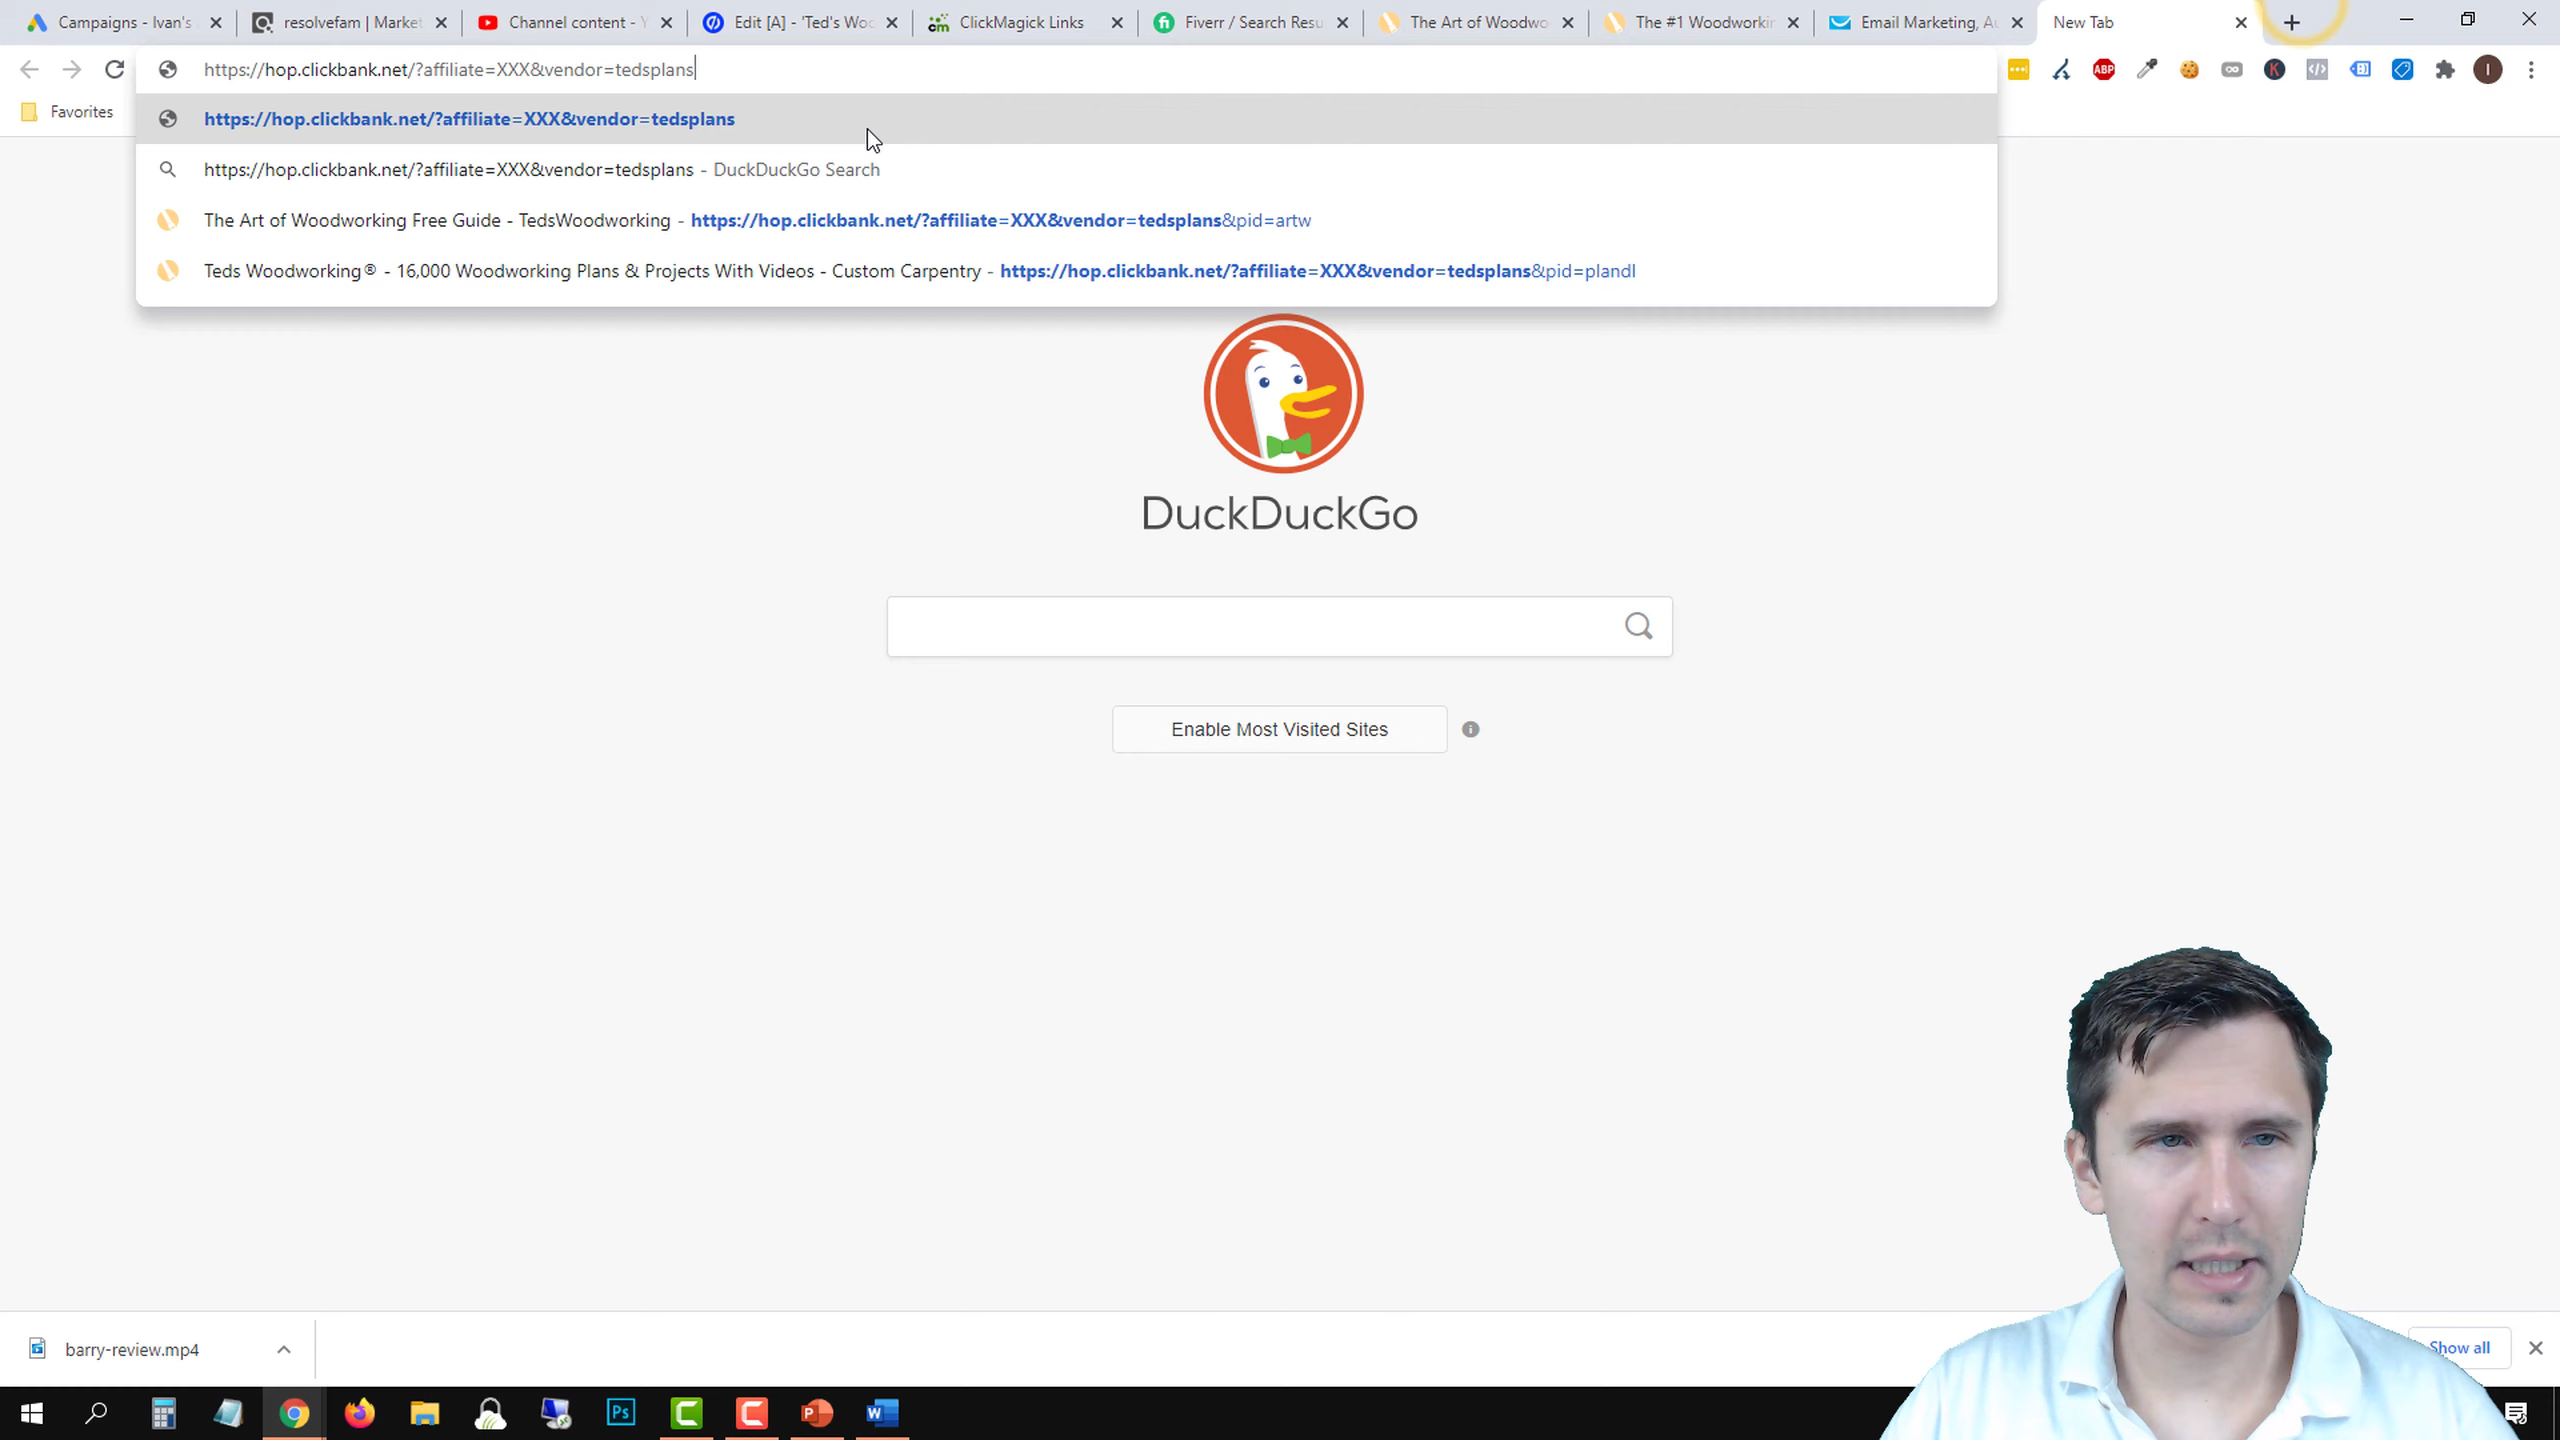 Campaigns - Ivan's
resolvefam | Market
Channel content - Y
Edit [A] - 'Ted's Woo
ClickMagick Links
Fiverr / Search Resu
The Art of Woodwo
The #1 Woodworkin
Email Marketing, Au
New Tab
https://hop.clickbank.net/?affiliate=XXX&vendor=tedsplans
ABP
K
I
Favorites
https://hop.clickbank.net/?affiliate=XXX&vendor=tedsplans
https://hop.clickbank.net/?affiliate=XXX&vendor=tedsplans - DuckDuckGo Search
The Art of Woodworking Free Guide - TedsWoodworking - https://hop.clickbank.net/?affiliate=XXX&vendor=tedsplans&pid=artw
Teds Woodworking® - 16,000 Woodworking Plans & Projects With Videos - Custom Carpentry - https://hop.clickbank.net/?affiliate=XXX&vendor=tedsplans&pid=plandl
DuckDuckGo
Enable Most Visited Sites
barry-review.mp4
Show all